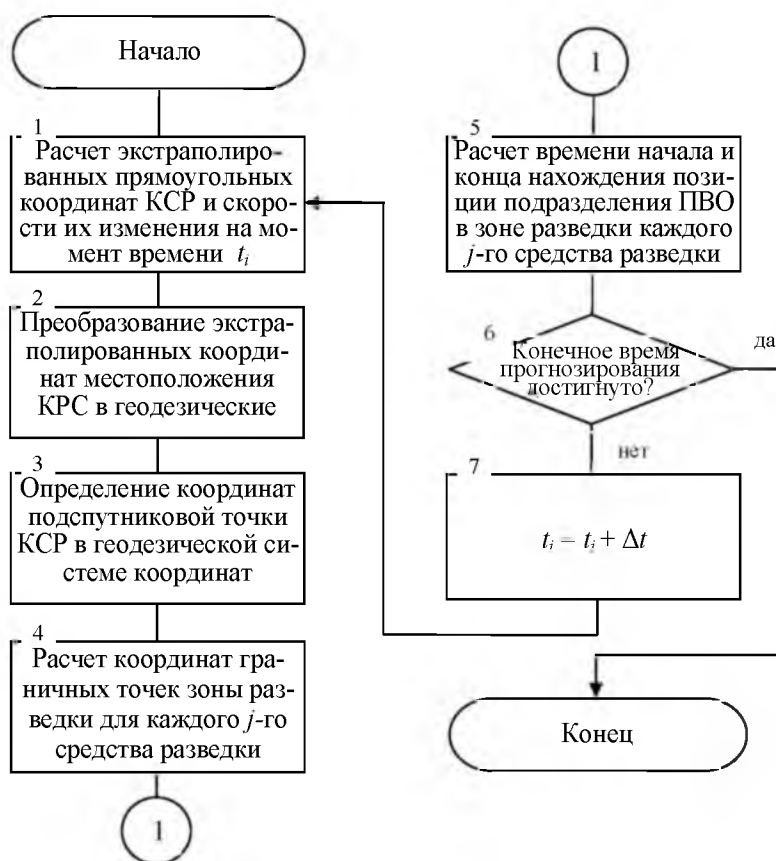 Начало
1
Расчет экстраполиро-
ванных прямоугольных
координат КСР и скоро-
сти их изменения на мо-
мент времени tᵢ
2
Преобразование экстра-
полированных коорди-
нат местоположения
КРС в геодезические
3
Определение координат
подспутниковой точки
КСР в геодезической си-
стеме координат
4
Расчет координат гра-
ничных точек зоны раз-
ведки для каждого j-го
средства разведки
1
1
5
Расчет времени начала и
конца нахождения пози-
ции подразделения ПВО
в зоне разведки каждого
j-го средства разведки
6
Конечное время
прогнозирования
достигнуто?
да
нет
7
tᵢ = tᵢ + Δt
Конец